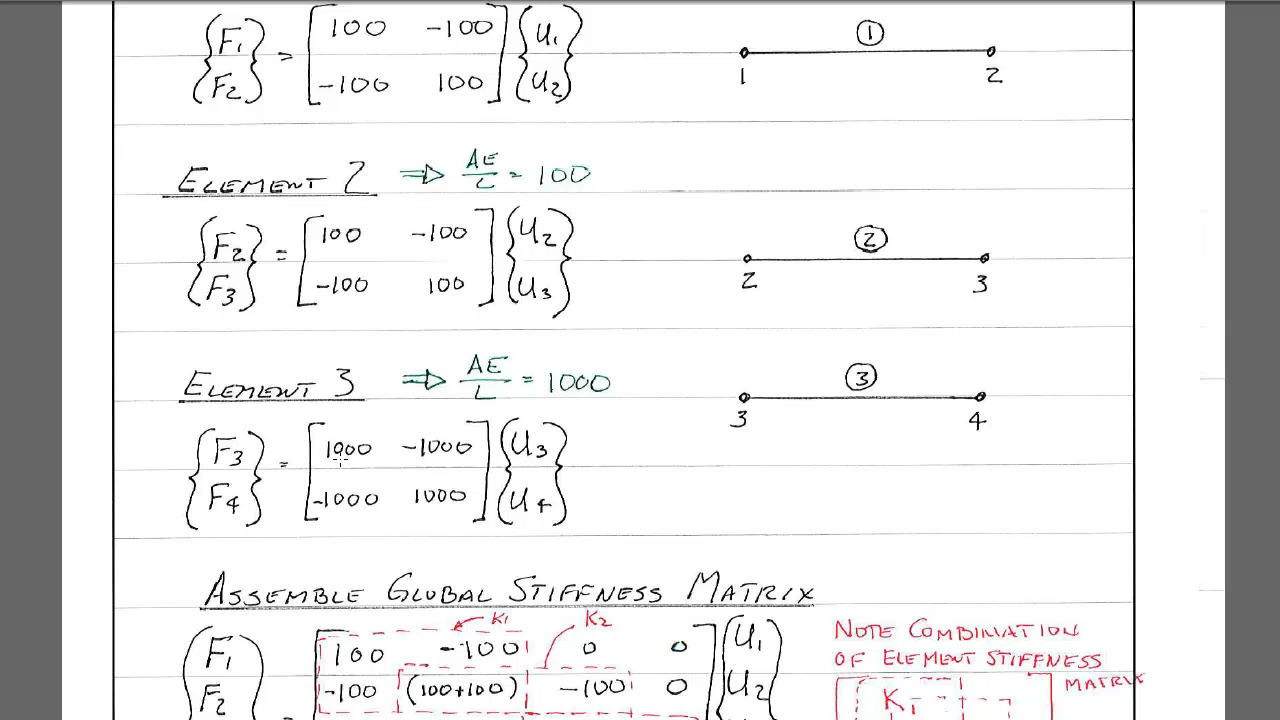 {F1 F2} = [100 -100 -100 100] {U1 U2}
1
1 2
ELEMENT 2 ⇒ AE/L = 100
{F2 F3} = [100 -100 -100 100] {U2 U3}
2
2 3
ELEMENT 3 ⇒ AE/L = 1000
{F3 F4} = [1000 -1000 -1000 1000] {U3 U4}
3
3 4
ASSEMBLE GLOBAL STIFFNESS MATRIX
K1 K2
F1 100 -100 0 0 U1
F2 = -100 (100+100) -100 0 U2
NOTE COMBINATION
OF ELEMENT STIFFNESS
MATRIX
K1